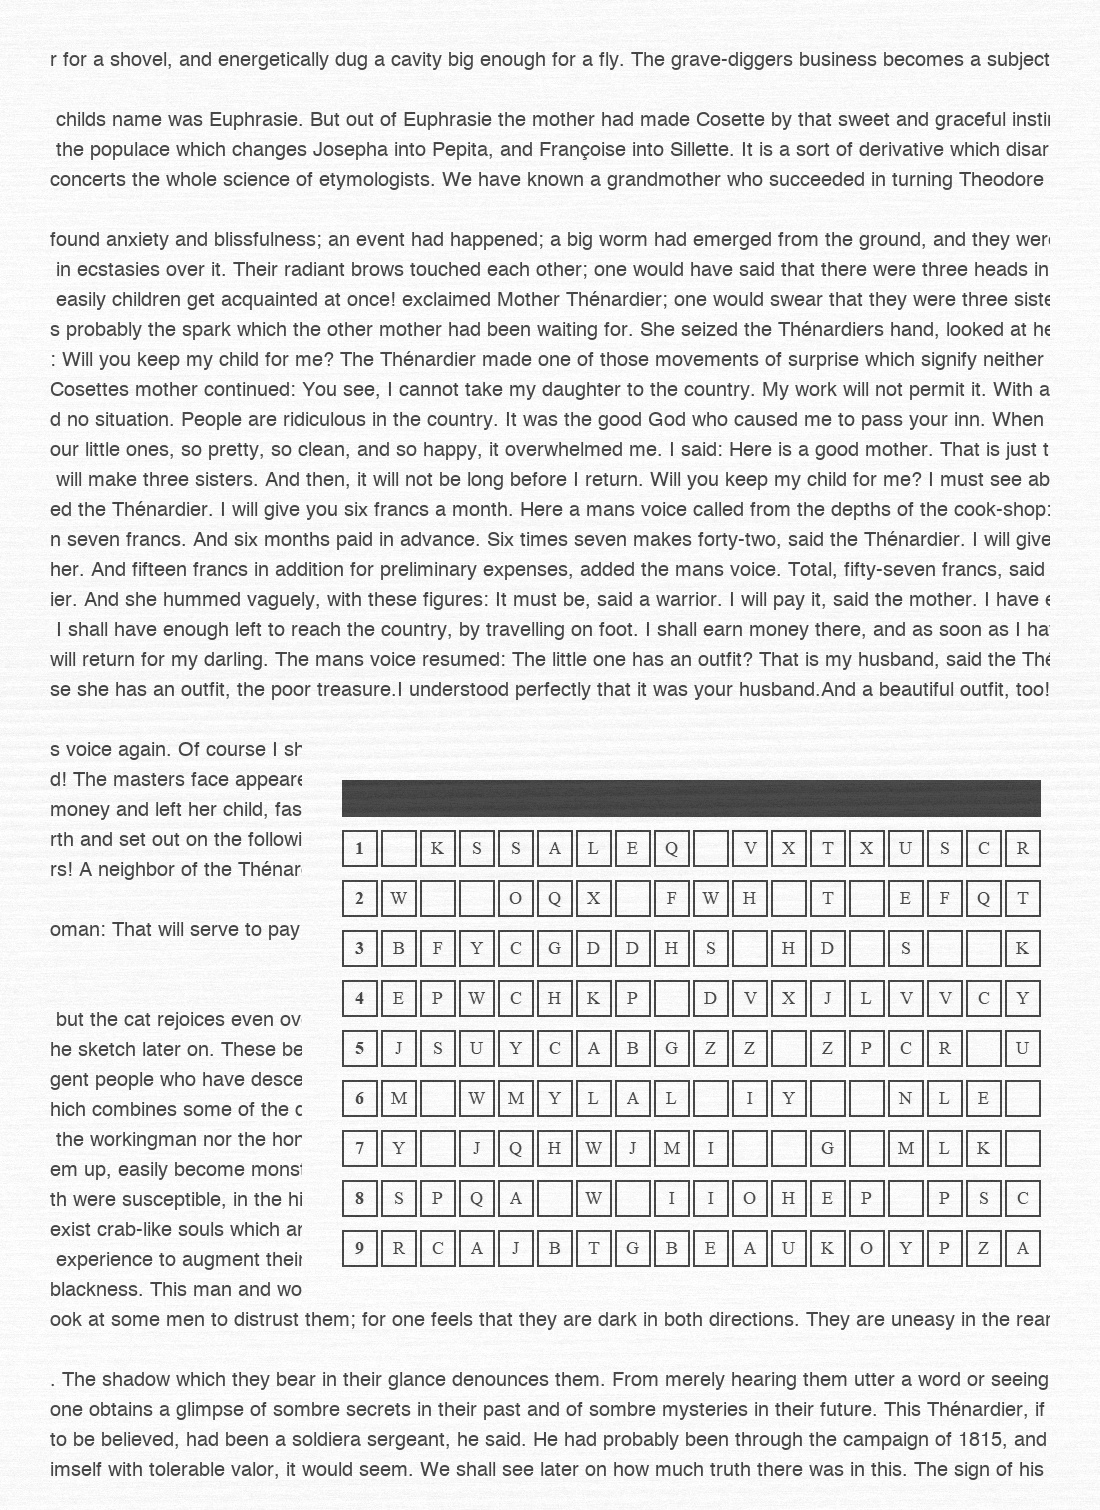 r for a shovel, and energetically dug a cavity big enough for a fly. The grave-diggers business becomes a subject
childs name was Euphrasie. But out of Euphrasie the mother had made Cosette by that sweet and graceful
the populace which changes Josepha into Pepita, and Françoise into Sillette. It is a sort of derivative which disar
concerts the whole science of etymologists. We have known a grandmother who succeeded in turning Theodore
found anxiety and blissfulness; an event had happened; a big worm had emerged from the ground, and they were
in ecstasies over it. Their radiant brows touched each other; one would have said that there were three heads in
easily children get acquainted at once! exclaimed Mother Thénardier; one would swear that they were three siste
s probably the spark which the other mother had been waiting for. She seized the Thénardiers hand, looked at he
: Will you keep my child for me? The Thénardier made one of those movements of surprise which signify neither
Cosettes mother continued: You see, I cannot take my daughter to the country. My work will not permit it. With a
d no situation. People are ridiculous in the country. It was the good God who caused me to pass your inn. When
our little ones, so pretty, so clean, and so happy, it overwhelmed me. I said: Here is a good mother. That is just t
will make three sisters. And then, it will not be long before I return. Will you keep my child for me? I must see ab
ed the Thénardier. I will give you six francs a month. Here a mans voice called from the depths of the cook-shop:
n seven francs. And six months paid in advance. Six times seven makes forty-two, said the Thénardier. I will give
her. And fifteen francs in addition for preliminary expenses, added the mans voice. Total, fifty-seven francs, said
ier. And she hummed vaguely, with these figures: It must be, said a warrior. I will pay it, said the mother. I have e
I shall have enough left to reach the country, by travelling on foot. I shall earn money there, and as soon as I ha
will return for my darling. The mans voice resumed: The little one has an outfit? That is my husband, said the Thé
se she has an outfit, the poor treasure.I understood perfectly that it was your husband.And a beautiful outfit, too!
s voice again. Of course I sh
d! The masters face appeare
money and left her child, fas
rth and set out on the followi
rs! A neighbor of the Thénar
oman: That will serve to pay
but the cat rejoices even ov
he sketch later on. These be
gent people who have desce
hich combines some of the c
the workingman nor the hon
em up, easily become monst
th were susceptible, in the hi
exist crab-like souls which ar
experience to augment their
blackness. This man and wo
1 K S S A L E Q V X T X U S C R
2 W O Q X F W H T E F Q T
3 B F Y C G D D H S H D S K
4 E P W C H K P D V X J L V V C Y
5 J S U Y C A B G Z Z Z P C R U
6 M W M Y L A L I Y N L E
7 Y J Q H W J M I G M L K
8 S P Q A W I I O H E P P S C
9 R C A J B T G B E A U K O Y P Z A
ook at some men to distrust them; for one feels that they are dark in both directions. They are uneasy in the rear
. The shadow which they bear in their glance denounces them. From merely hearing them utter a word or seeing
one obtains a glimpse of sombre secrets in their past and of sombre mysteries in their future. This Thénardier, if
to be believed, had been a soldiera sergeant, he said. He had probably been through the campaign of 1815, and
imself with tolerable valor, it would seem. We shall see later on how much truth there was in this. The sign of his